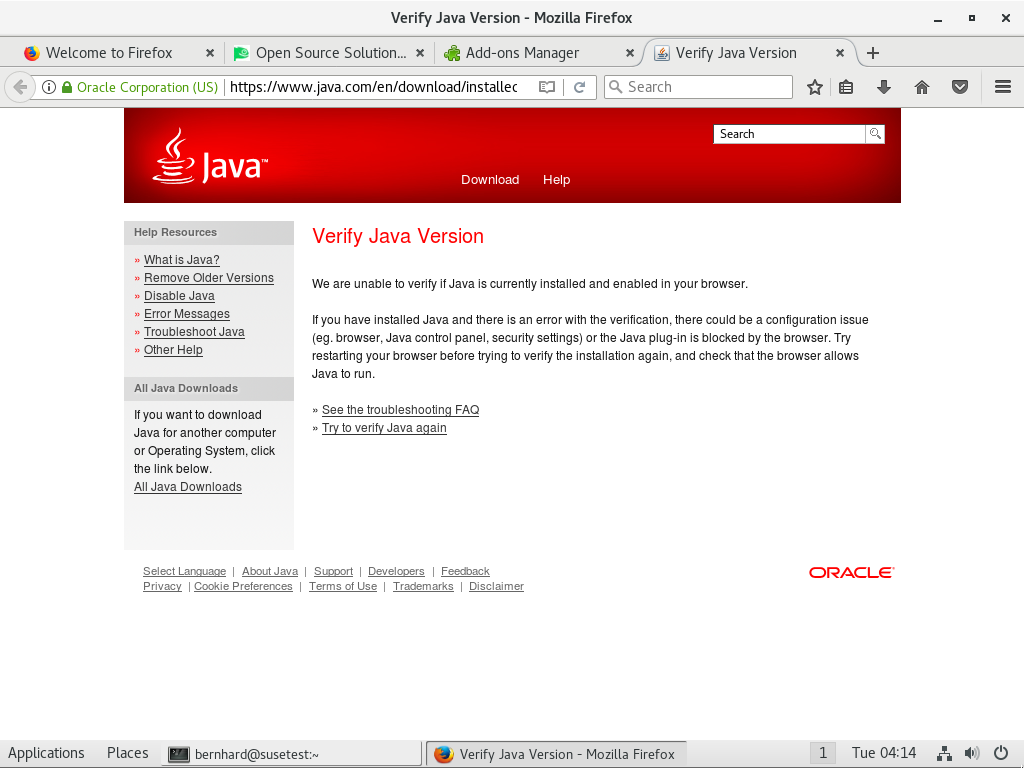 Verify Java Version - Mozilla Firefox
Welcome to Firefox
Open Source Solution...
Add-ons Manager
Verify Java Version
Oracle Corporation (US)
https://www.java.com/en/download/installec
Search
Java™
Search
Download
Help
Help Resources
» What is Java?
» Remove Older Versions
» Disable Java
» Error Messages
» Troubleshoot Java
» Other Help
All Java Downloads
If you want to download
Java for another computer
or Operating System, click
the link below.
All Java Downloads
Verify Java Version
We are unable to verify if Java is currently installed and enabled in your browser.
If you have installed Java and there is an error with the verification, there could be a configuration issue
(eg. browser, Java control panel, security settings) or the Java plug-in is blocked by the browser. Try
restarting your browser before trying to verify the installation again, and check that the browser allows
Java to run.
» See the troubleshooting FAQ
» Try to verify Java again
Select Language | About Java | Support | Developers | Feedback
Privacy | Cookie Preferences | Terms of Use | Trademarks | Disclaimer
ORACLE
Applications
Places
bernhard@susetest:~
Verify Java Version - Mozilla Firefox
1
Tue 04:14